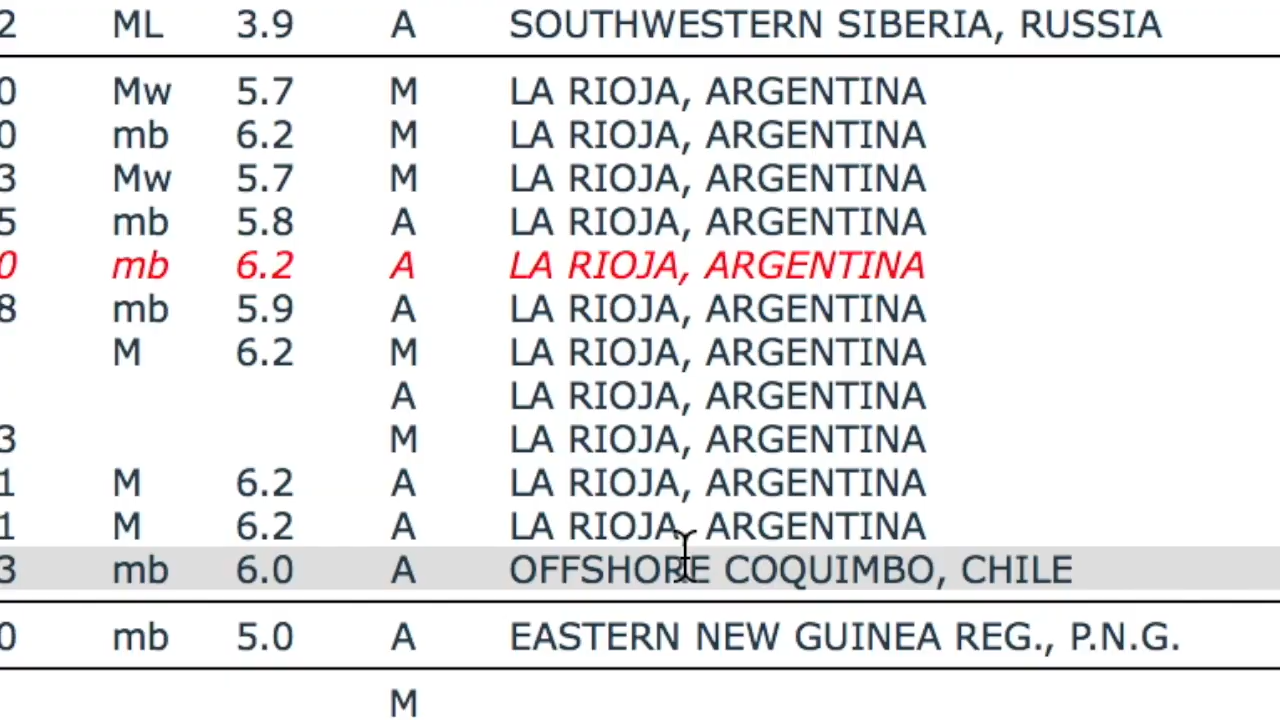 2 ML 3.9 A SOUTHWESTERN SIBERIA, RUSSIA
0 Mw 5.7 M LA RIOJA, ARGENTINA
0 mb 6.2 M LA RIOJA, ARGENTINA
3 Mw 5.7 M LA RIOJA, ARGENTINA
5 mb 5.8 A LA RIOJA, ARGENTINA
0 mb 6.2 A LA RIOJA, ARGENTINA
8 mb 5.9 A LA RIOJA, ARGENTINA
M 6.2 M LA RIOJA, ARGENTINA
A LA RIOJA, ARGENTINA
3 M LA RIOJA, ARGENTINA
1 M 6.2 A LA RIOJA, ARGENTINA
1 M 6.2 A LA RIOJA, ARGENTINA
3 mb 6.0 A OFFSHORE COQUIMBO, CHILE
0 mb 5.0 A EASTERN NEW GUINEA REG., P.N.G.
M